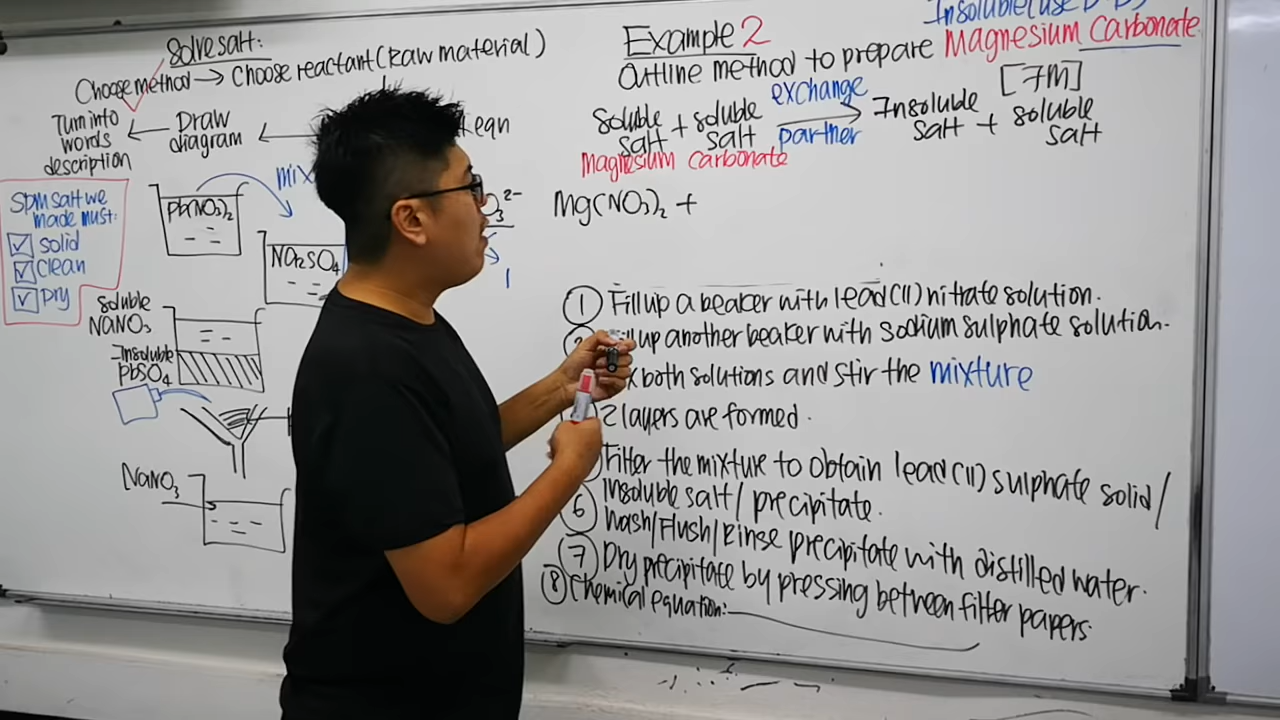 Solve salt:
Choose method → Choose reactant (Raw material)
Turn into
words
description
← Draw
diagram ←
eqn
SPM salt we
made must:
☑ solid
☑ clean
☑ Dry
Pb(NO3)2
mix
Na2SO4
soluble
NaNO3
Insoluble
PbSO4
NaNO3
Insoluble (use
Example 2
Outline method to prepare Magnesium Carbonate
[7M]
soluble
salt + soluble
salt exchange
partner → Insoluble
salt + soluble
salt
Magnesium carbonate
Mg(NO3)2 +
① Fill up a beaker with lead(II) nitrate solution.
up another beaker with sodium sulphate solution.
both solutions and stir the mixture
2 layers are formed.
Filter the mixture to obtain lead(II) sulphate solid/
Insoluble salt/precipitate.
⑥ Wash/Flush/Rinse precipitate with distilled water.
⑦ Dry precipitate by pressing between filter papers.
⑧ Chemical equation: